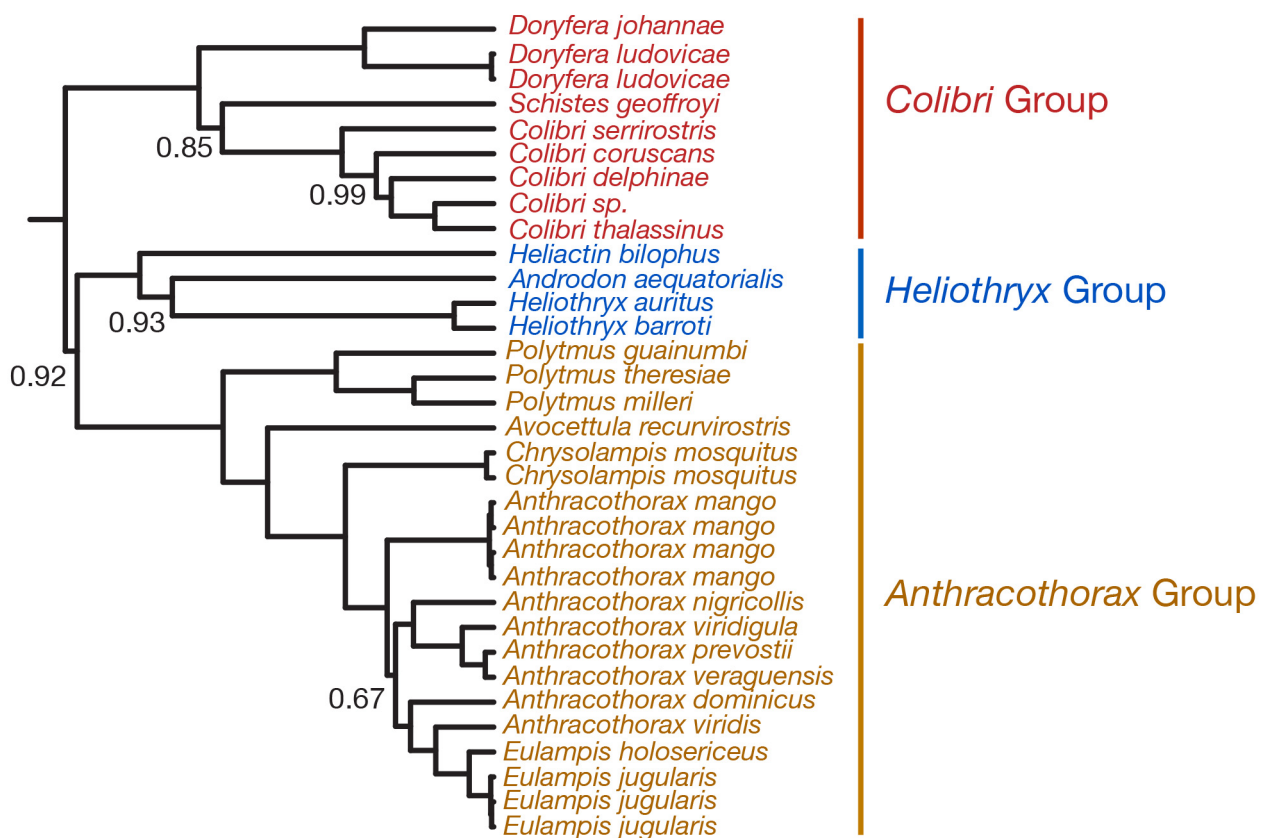 Doryfera johannae
Doryfera ludovicae
Doryfera ludovicae
Schistes geoffroyi
Colibri serrirostris
Colibri coruscans
Colibri delphinae
Colibri sp.
Colibri thalassinus
Colibri Group
0.85
0.99
Heliactin bilophus
Androdon aequatorialis
Heliothryx auritus
Heliothryx barroti
Heliothryx Group
0.93
0.92
Polytmus guainumbi
Polytmus theresiae
Polytmus milleri
Avocettula recurvirostris
Chrysolampis mosquitus
Chrysolampis mosquitus
Anthracothorax mango
Anthracothorax mango
Anthracothorax mango
Anthracothorax mango
Anthracothorax nigricollis
Anthracothorax viridigula
Anthracothorax prevostii
Anthracothorax veraguensis
Anthracothorax dominicus
Anthracothorax viridis
Eulampis holosericeus
Eulampis jugularis
Eulampis jugularis
Eulampis jugularis
Anthracothorax Group
0.67